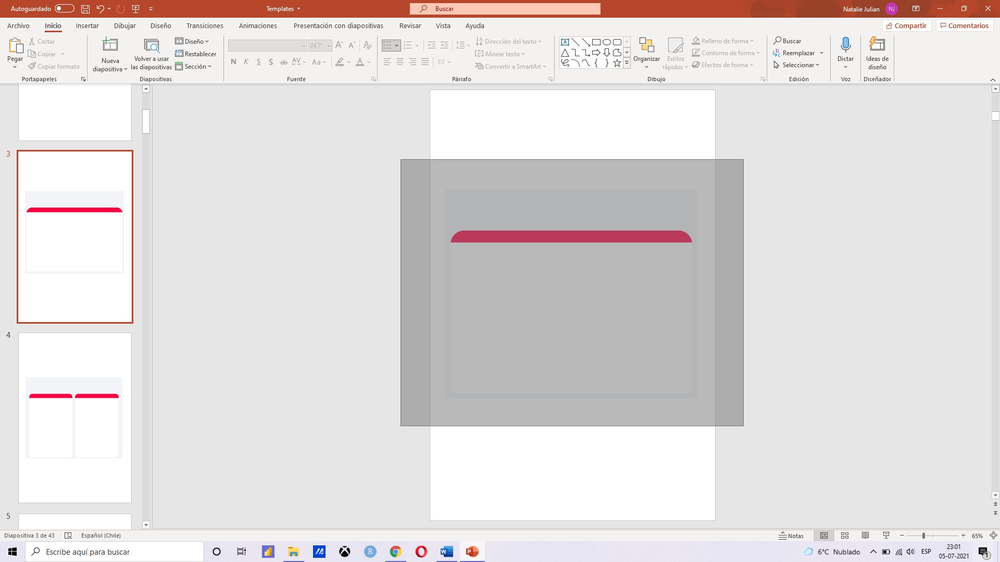 Autoguardado
Templates
Buscar
Natalie Julian
NJ
Archivo
Inicio
Insertar
Dibujar
Diseño
Transiciones
Animaciones
Presentación con diapositivas
Revisar
Vista
Ayuda
Compartir
Comentarios
Pegar
Cortar
Copiar
Copiar formato
Portapapeles
Nueva
diapositiva
Volver a usar
las diapositivas
Diseño
Restablecer
Sección
Diapositivas
24,7
N K S S ab AV Aa A
Fuente
Dirección del texto
Alinear texto
Convertir a SmartArt
Párrafo
Organizar
Estilos
rápidos
Relleno de forma
Contorno de forma
Efectos de forma
Dibujo
Buscar
Reemplazar
Seleccionar
Edición
Dictar
Voz
Ideas de
diseño
Diseñador
3
4
5
Diapositiva 3 de 43
Español (Chile)
Notas
65%
Escribe aquí para buscar
6°C Nublado
ESP
23:01
05-07-2021
1